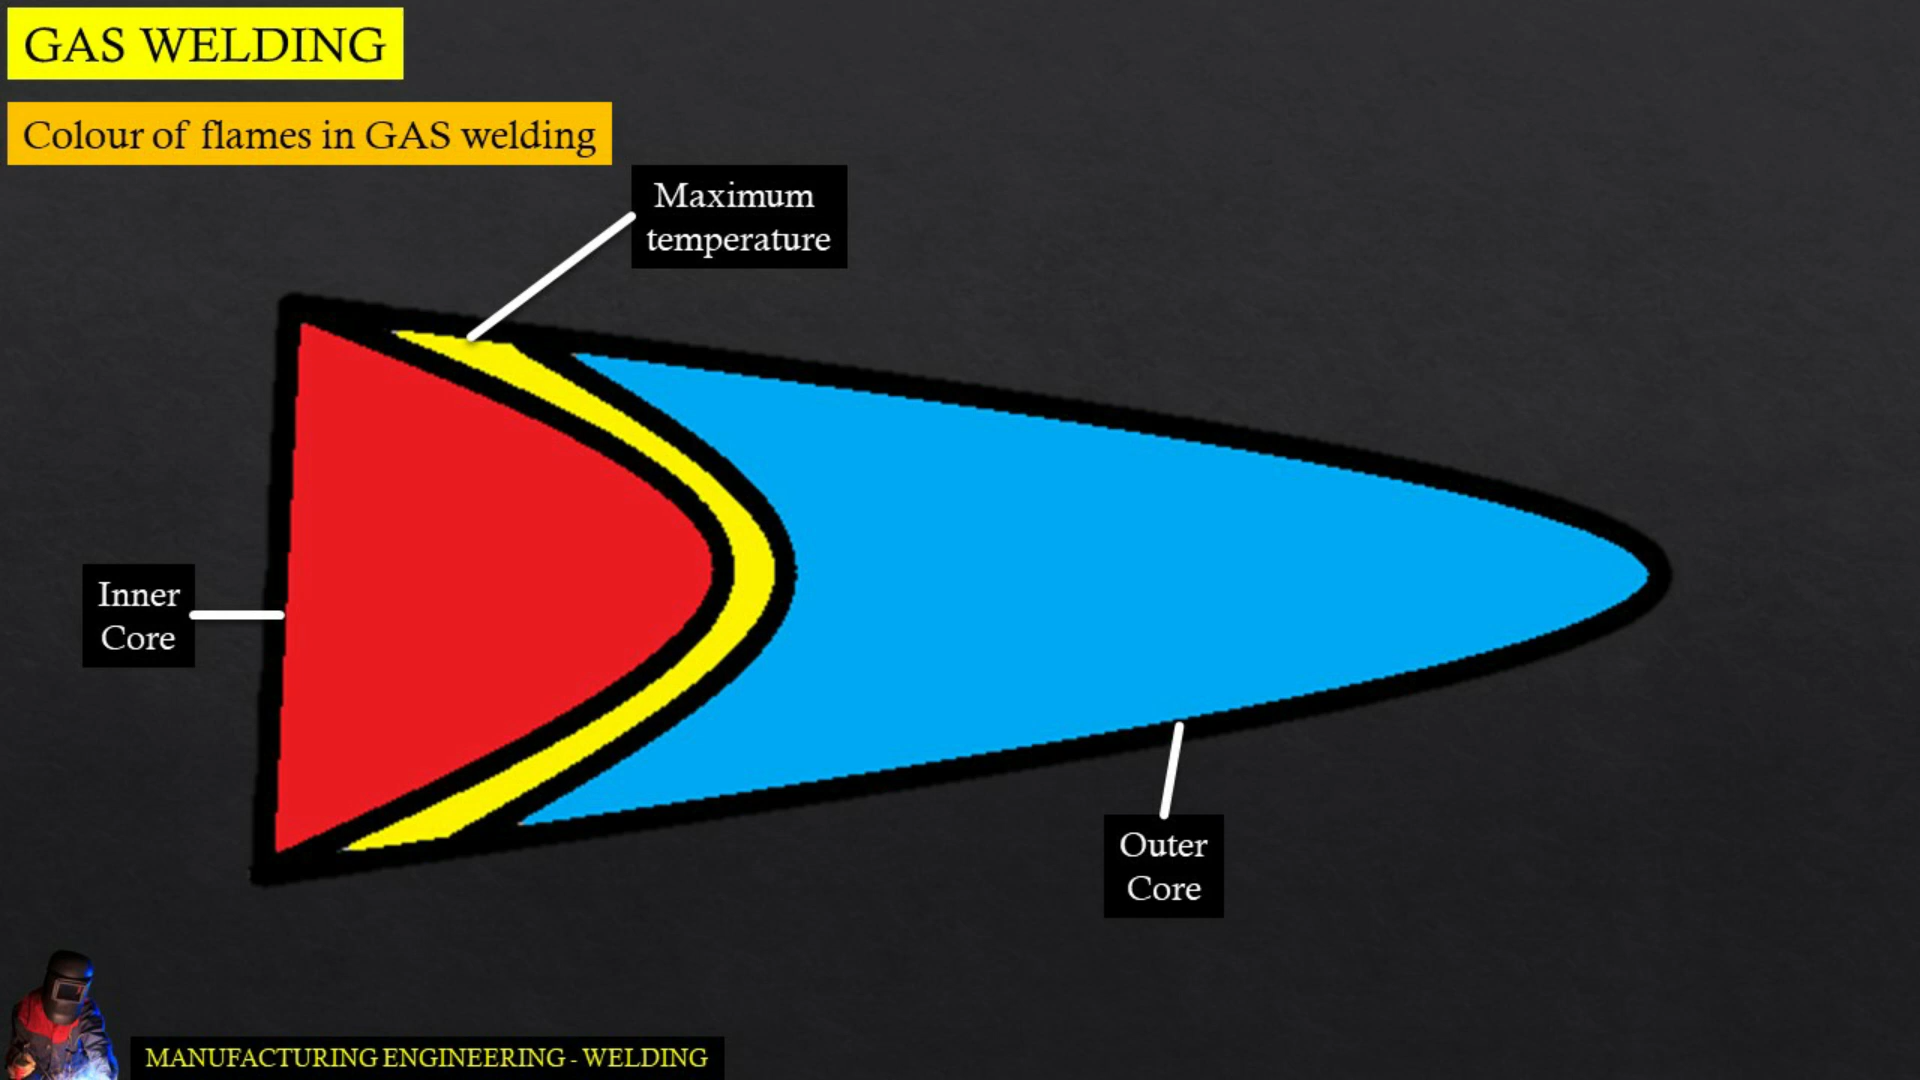 GAS WELDING
Colour of flames in GAS welding
Maximum
temperature
Inner
Core
Outer
Core
MANUFACTURING ENGINEERING - WELDING